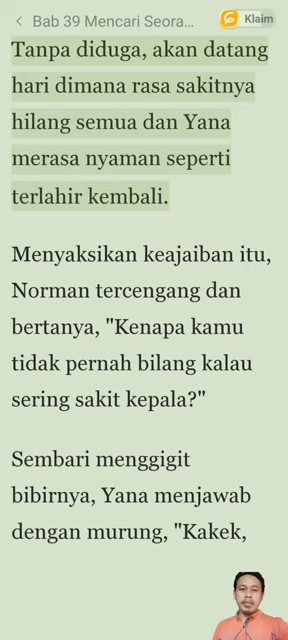 Bab 39 Mencari Seora...
Klaim
Tanpa diduga, akan datang
hari dimana rasa sakitnya
hilang semua dan Yana
merasa nyaman seperti
terlahir kembali.
Menyaksikan keajaiban itu,
Norman tercengang dan
bertanya, "Kenapa kamu
tidak pernah bilang kalau
sering sakit kepala?"
Sembari menggigit
bibirnya, Yana menjawab
dengan murung, "Kakek,